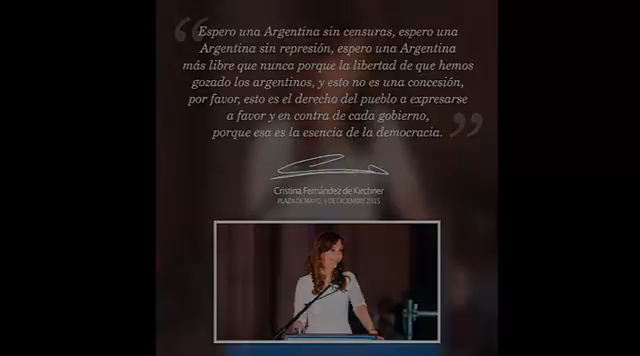 Espero una Argentina sin censuras, espero una
Argentina sin represión, espero una Argentina
más libre que nunca porque la libertad de que hemos
gozado los argentinos, y esto no es una concesión,
por favor, esto es el derecho del pueblo a expresarse
a favor y en contra de cada gobierno,
porque esa es la esencia de la democracia.
Cristina Fernández de Kirchner
PLAZA DE MAYO, 9 DE DICIEMBRE 2015